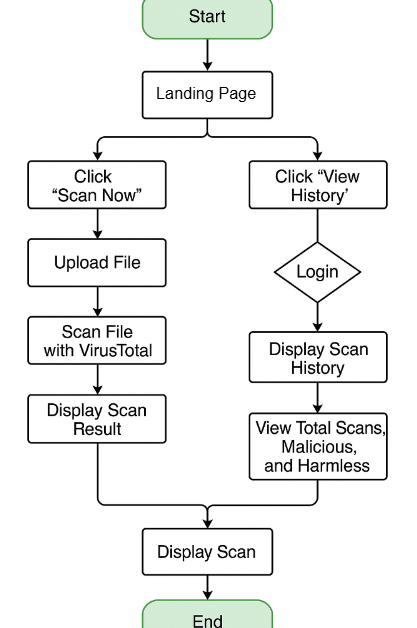 Start
Landing Page
Click
“Scan Now”
Upload File
Scan File
with VirusTotal
Display Scan
Result
Click “View
History’
Login
Display Scan
History
View Total Scans,
Malicious,
and Harmless
Display Scan
End